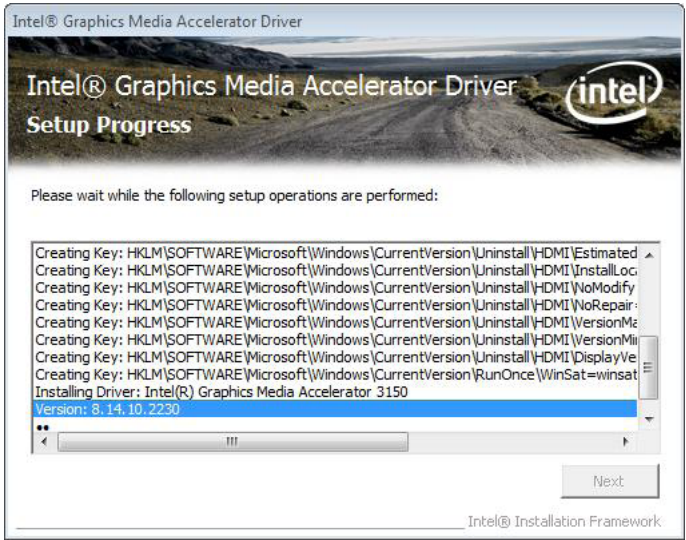 Intel® Graphics Media Accelerator Driver
Intel® Graphics Media Accelerator Driver
intel
Setup Progress
Please wait while the following setup operations are performed:
Creating Key: HKLM\SOFTWARE\Microsoft\Windows\CurrentVersion\Uninstall\HDMI\Estimated
Creating Key: HKLM\SOFTWARE\Microsoft\Windows\CurrentVersion\Uninstall\HDMI\InstallLoc
Creating Key: HKLM\SOFTWARE\Microsoft\Windows\CurrentVersion\Uninstall\HDMI\NoModify
Creating Key: HKLM\SOFTWARE\Microsoft\Windows\CurrentVersion\Uninstall\HDMI\NoRepair=
Creating Key: HKLM\SOFTWARE\Microsoft\Windows\CurrentVersion\Uninstall\HDMI\VersionMa
Creating Key: HKLM\SOFTWARE\Microsoft\Windows\CurrentVersion\Uninstall\HDMI\VersionMi
Creating Key: HKLM\SOFTWARE\Microsoft\Windows\CurrentVersion\Uninstall\HDMI\DisplayVe
Creating Key: HKLM\SOFTWARE\Microsoft\Windows\CurrentVersion\RunOnce\WinSat=winsat
Installing Driver: Intel(R) Graphics Media Accelerator 3150
Version: 8.14.10.2230
Next
Intel® Installation Framework